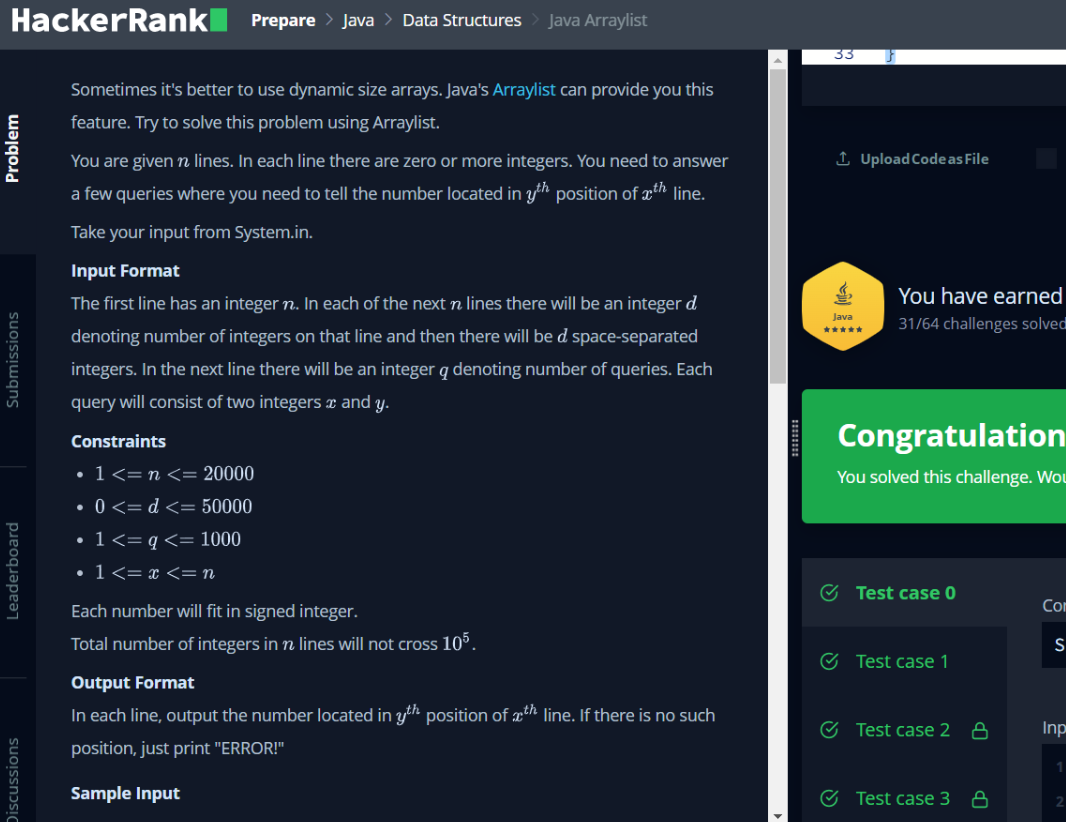 HackerRank Prepare > Java > Data Structures > Java Arraylist
Problem
Submissions
Leaderboard
Discussions
Sometimes it's better to use dynamic size arrays. Java's Arraylist can provide you this
feature. Try to solve this problem using Arraylist.
You are given n lines. In each line there are zero or more integers. You need to answer
a few queries where you need to tell the number located in y^th position of x^th line.
Take your input from System.in.
Input Format
The first line has an integer n. In each of the next n lines there will be an integer d
denoting number of integers on that line and then there will be d space-separated
integers. In the next line there will be an integer q denoting number of queries. Each
query will consist of two integers x and y.
Constraints
• 1 <= n <= 20000
• 0 <= d <= 50000
• 1 <= q <= 1000
• 1 <= x <= n
Each number will fit in signed integer.
Total number of integers in n lines will not cross 10^5.
Output Format
In each line, output the number located in y^th position of x^th line. If there is no such
position, just print "ERROR!"
Sample Input
33 }
Upload Code as File
Java
★★★★★
You have earned
31/64 challenges solved
Congratulation
You solved this challenge. Wou
Test case 0
Test case 1
Test case 2
Test case 3
Con
S
Inp
1
2